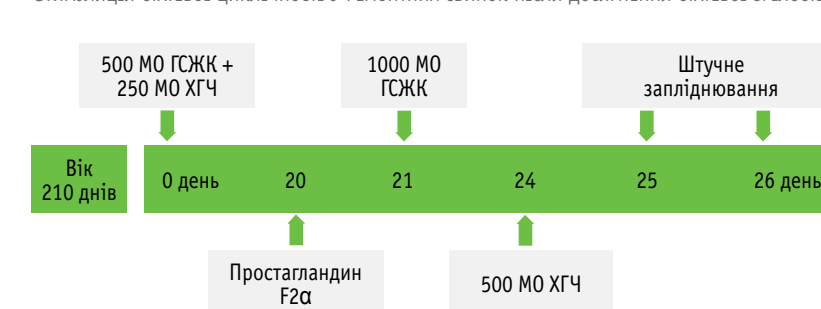 500 МО ГСЖК +
250 МО ХГЧ
1000 МО
ГСЖК
Штучне
запліднювання
Вік
210 днів
0 день
20
21
24
25
26 день
Простагландин
F2α
500 МО ХГЧ